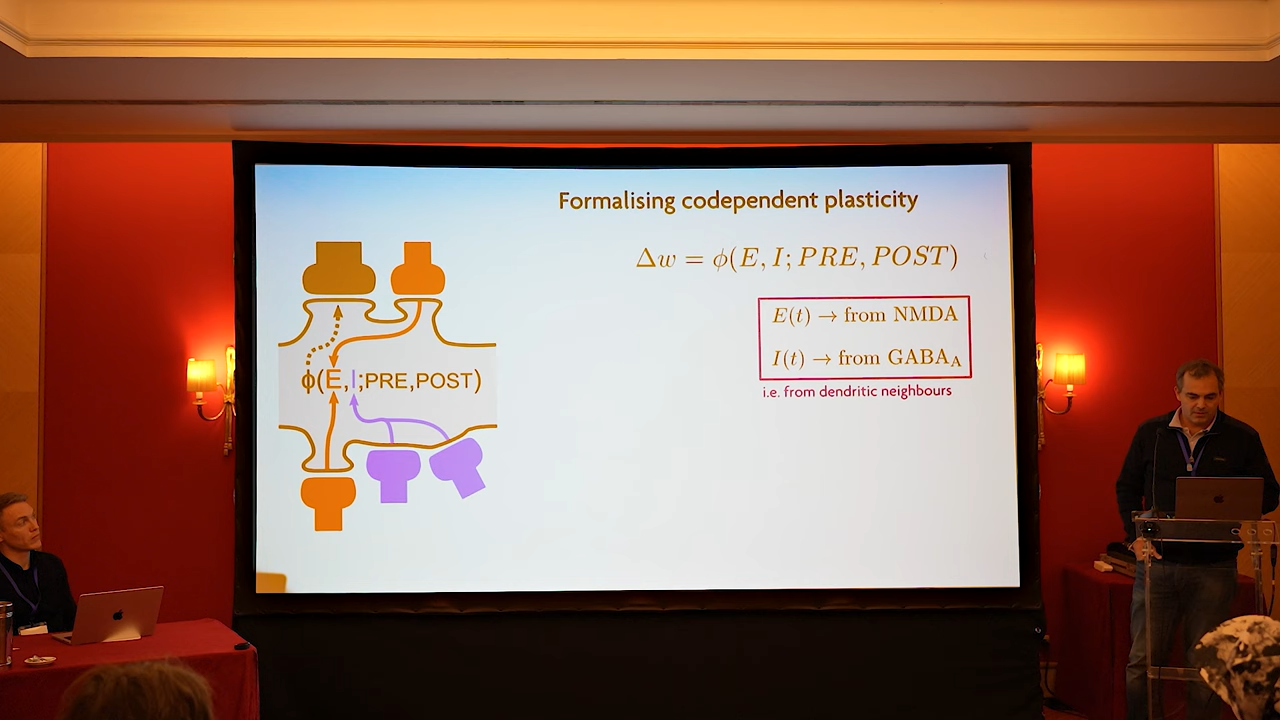 Formalising codependent plasticity
Δw = ϕ(E, I; PRE, POST)
E(t) → from NMDA
I(t) → from GABA_A
i.e. from dendritic neighbours
ϕ(E,I;PRE,POST)